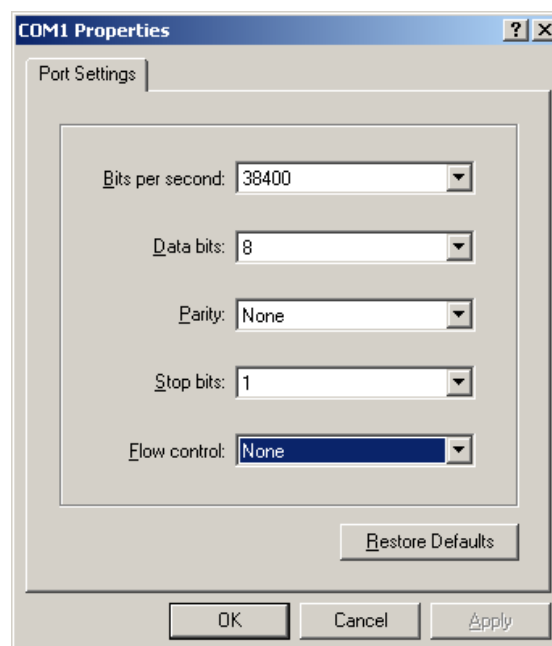 COM1 Properties
Port Settings
Bits per second: 38400
Data bits: 8
Parity: None
Stop bits: 1
Flow control: None
Restore Defaults
OK Cancel Apply